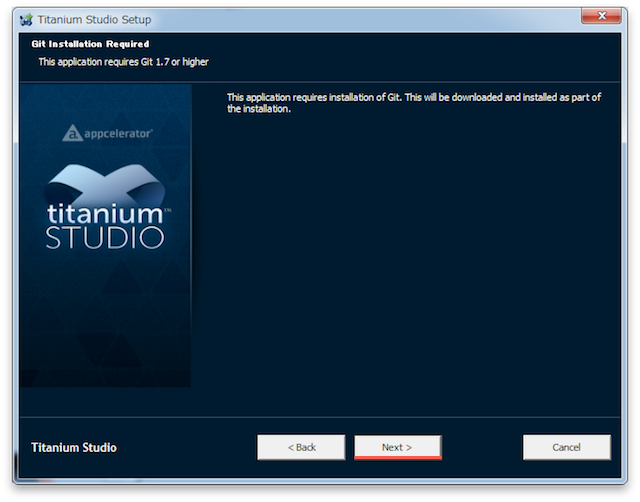 Titanium Studio Setup
Git Installation Required
This application requires Git 1.7 or higher
This application requires installation of Git. This will be downloaded and installed as part of
the installation.
appcelerator®
titanium™
STUDIO
Titanium Studio
< Back
Next >
Cancel